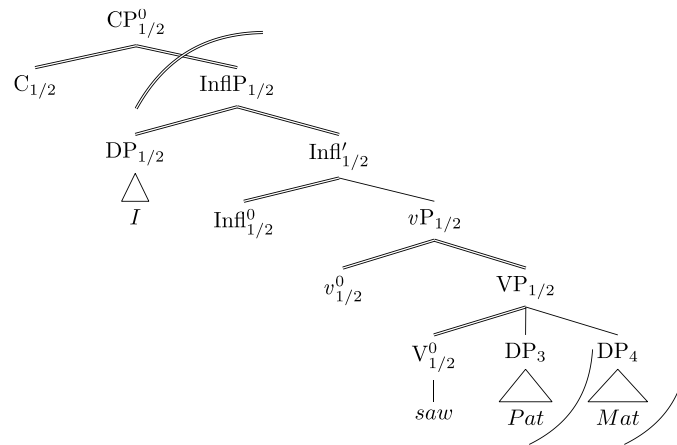 CP⁰₁/₂
C₁/₂ InflP₁/₂
DP₁/₂ Infl′₁/₂
I Infl⁰₁/₂ vP₁/₂
v⁰₁/₂ VP₁/₂
V⁰₁/₂ DP₃ DP₄
saw Pat Mat